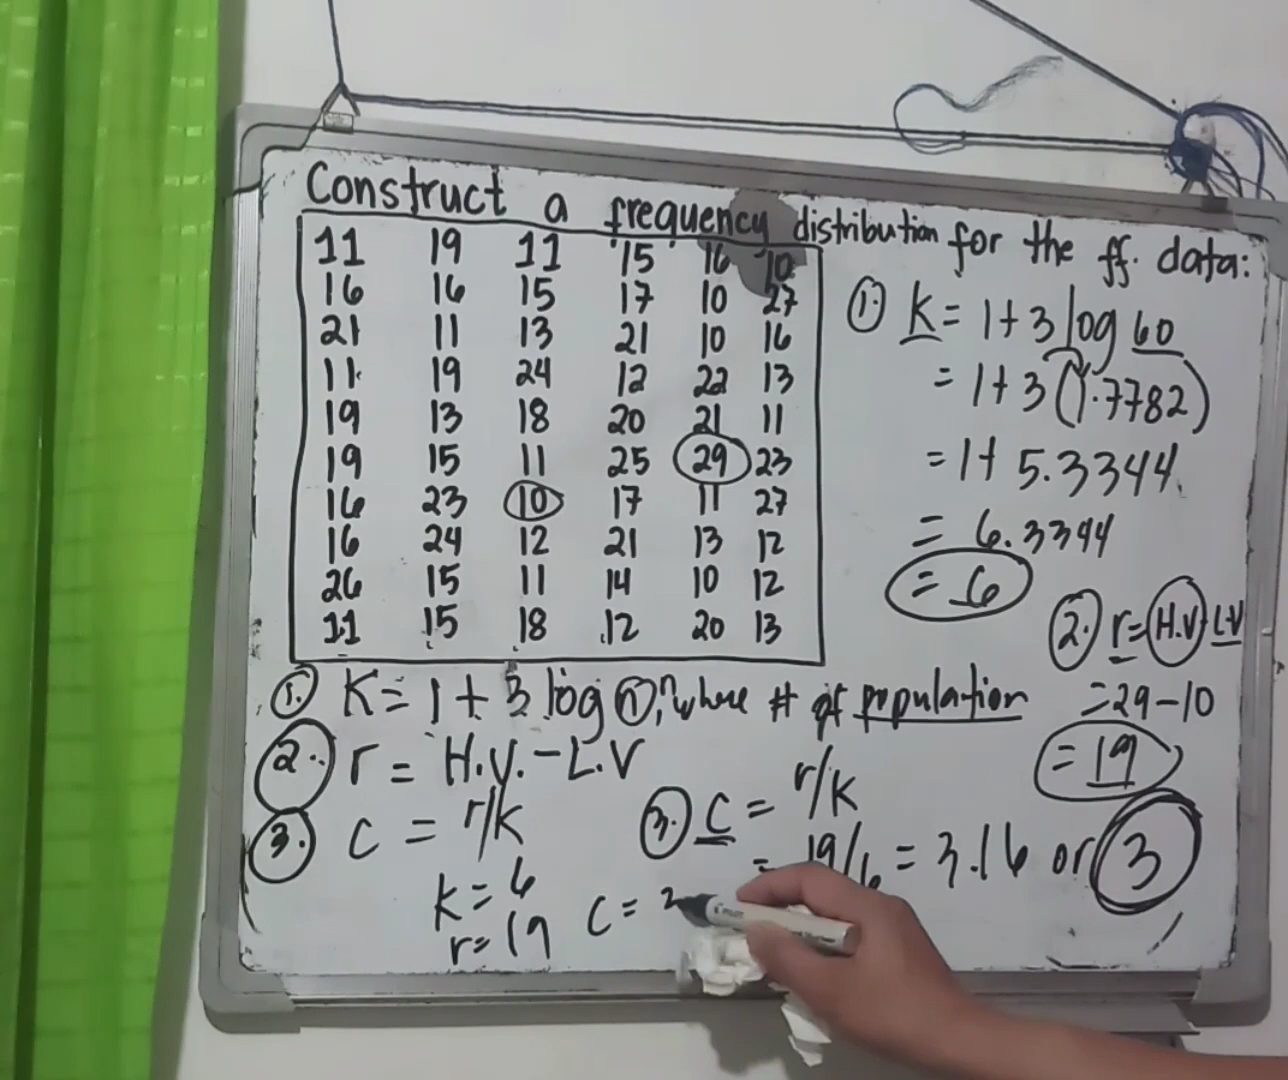 Construct a frequency distribution for the ff. data:
11 19 11 15 16 10
16 16 15 17 10 27
21 11 13 21 10 16
11 19 24 12 22 13
19 13 18 20 21 11
19 15 11 25 29 23
16 23 10 17 11 27
16 24 12 21 13 12
26 15 11 14 10 12
11 15 18 12 20 13
1. K = 1 + 3 log 60
= 1 + 3 (1.7782)
= 1 + 5.3344
= 6.3344
= 6
2. r = H.V - L.V
= 29 - 10
= 19
1. K = 1 + 3 log n, where # of population
2. r = H.V. - L.V
3. C = r/k
K = 6
r = 19
C =
3. C = r/k
= 19/6 = 3.16 or 3